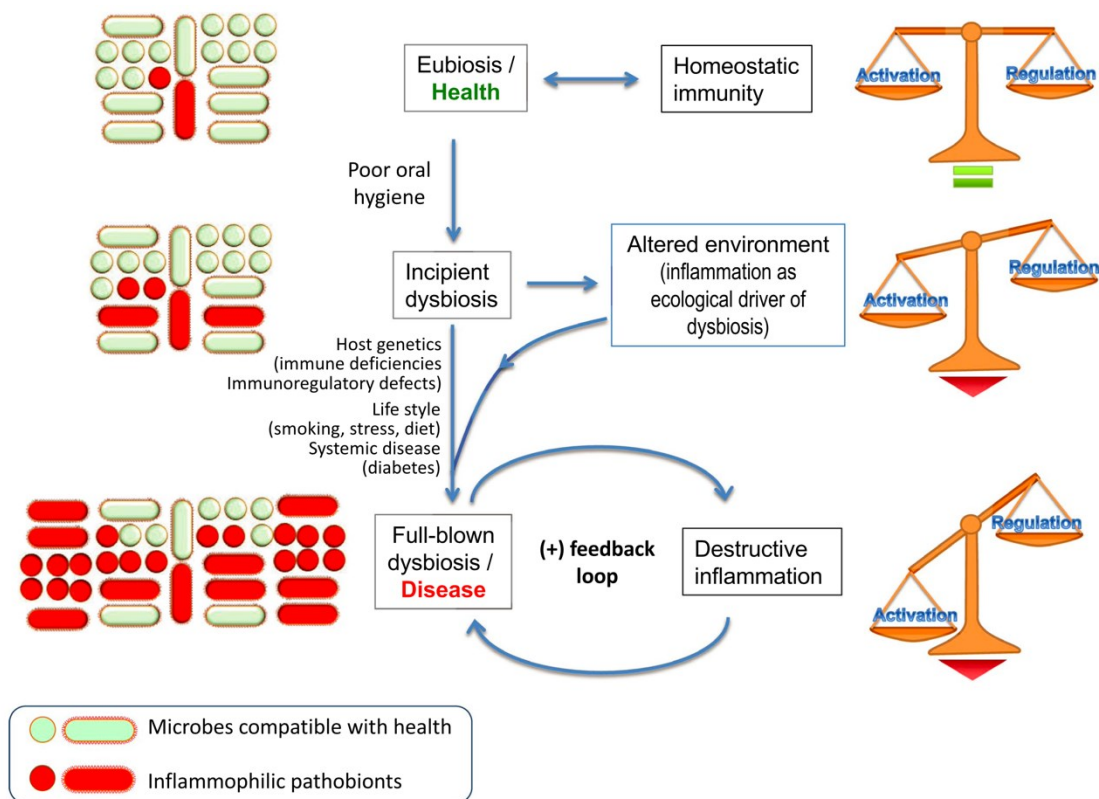 Eubiosis /
Health
Homeostatic
immunity
Activation
Regulation
Poor oral
hygiene
Incipient
dysbiosis
Altered environment
(inflammation as
ecological driver of
dysbiosis)
Activation
Regulation
Host genetics
(immune deficiencies
Immunoregulatory defects)
Life style
(smoking, stress, diet)
Systemic disease
(diabetes)
Full-blown
dysbiosis /
Disease
(+) feedback
loop
Destructive
inflammation
Regulation
Activation
Microbes compatible with health
Inflammophilic pathobionts